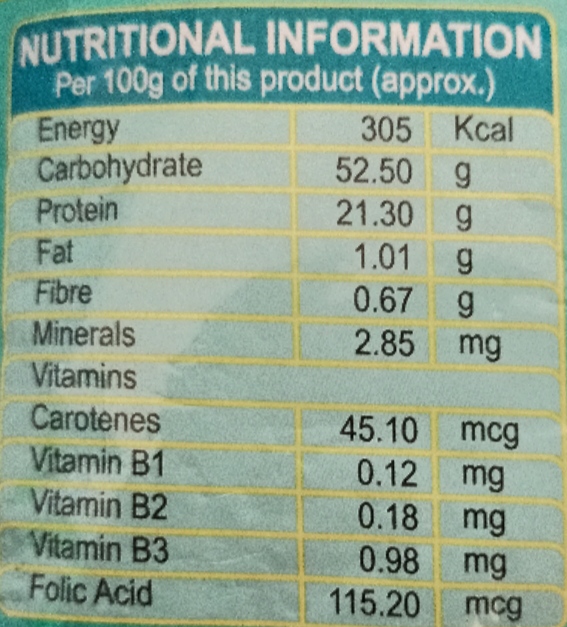 NUTRITIONAL INFORMATION
Per 100g of this product (approx.)
Energy 305 Kcal
Carbohydrate 52.50 g
Protein 21.30 g
Fat 1.01 g
Fibre 0.67 g
Minerals 2.85 mg
Vitamins
Carotenes 45.10 mcg
Vitamin B1 0.12 mg
Vitamin B2 0.18 mg
Vitamin B3 0.98 mg
Folic Acid 115.20 mcg